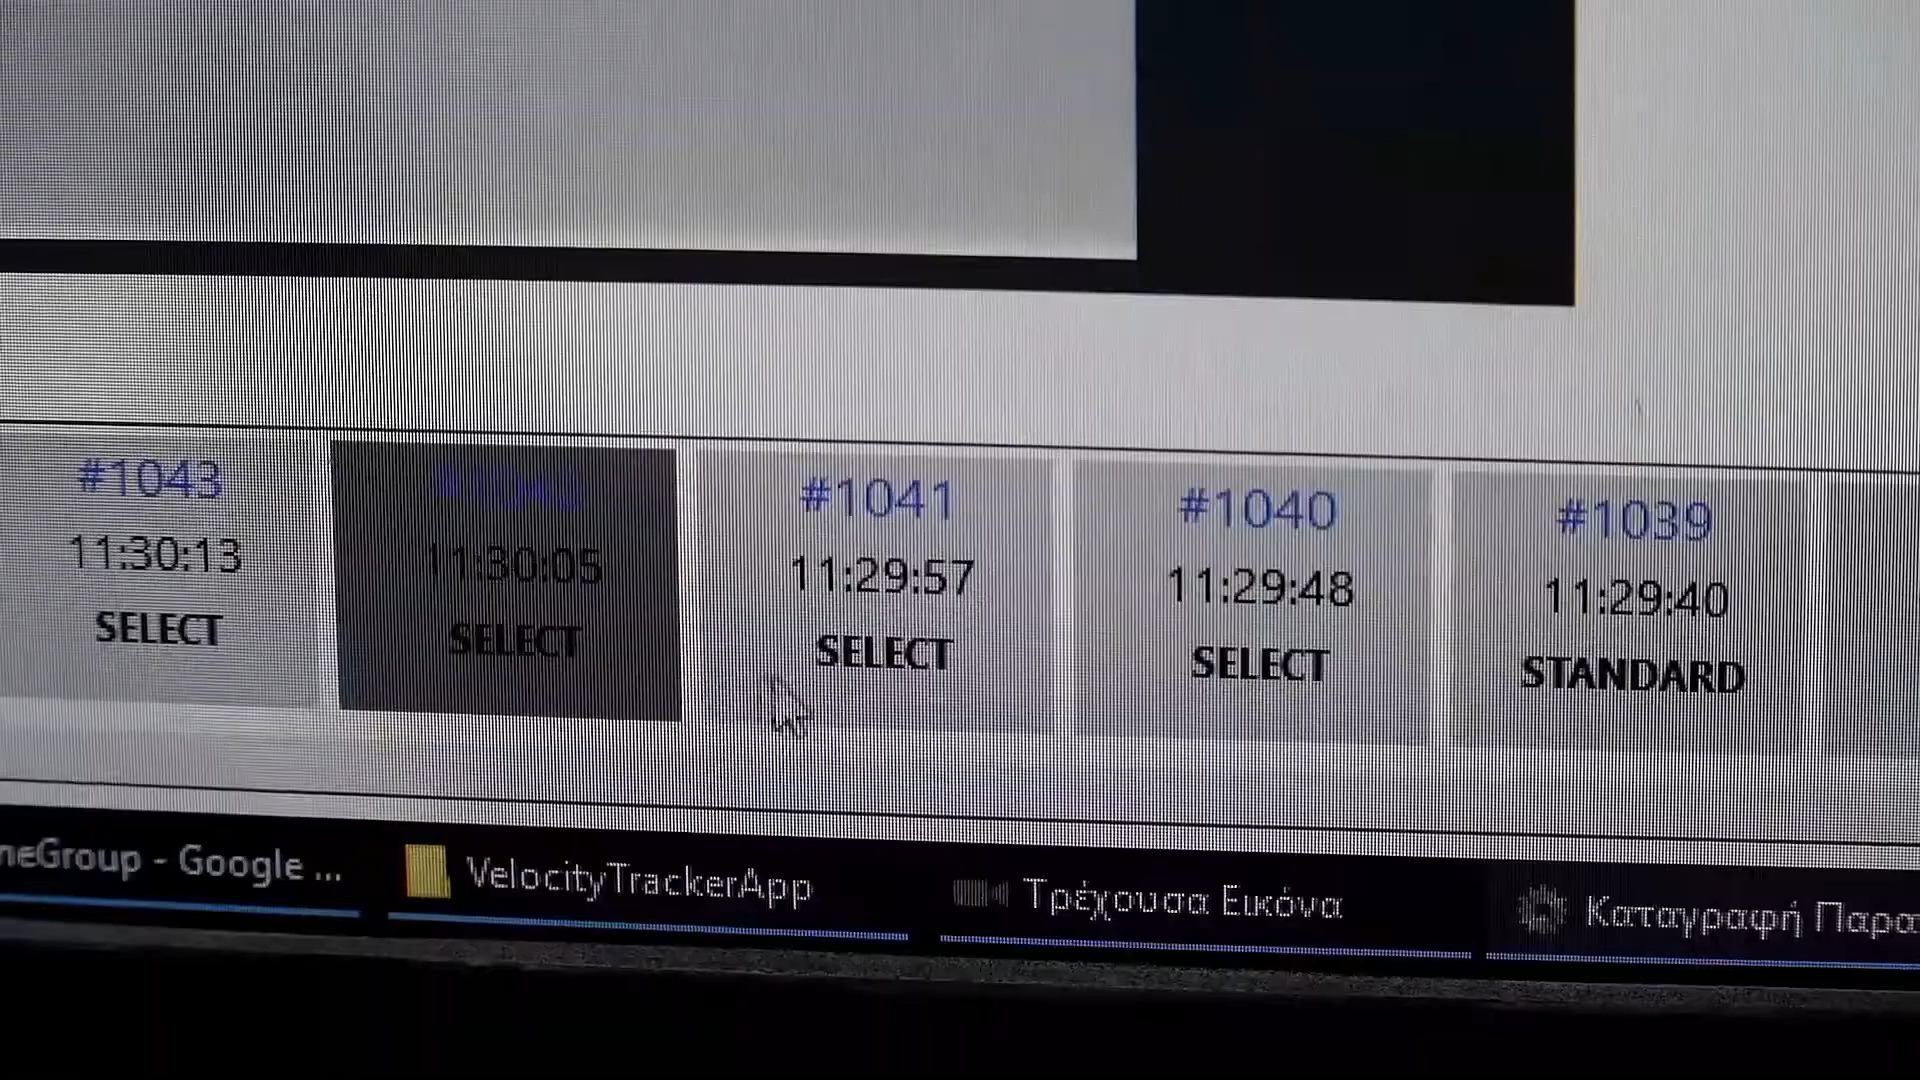 #1043
11:30:13
SELECT
#1042
11:30:05
SELECT
#1041
11:29:57
SELECT
#1040
11:29:48
SELECT
#1039
11:29:40
STANDARD
neGroup - Google ...
VelocityTrackerApp
Τρέχουσα Εικόνα
Καταγραφή Παρα